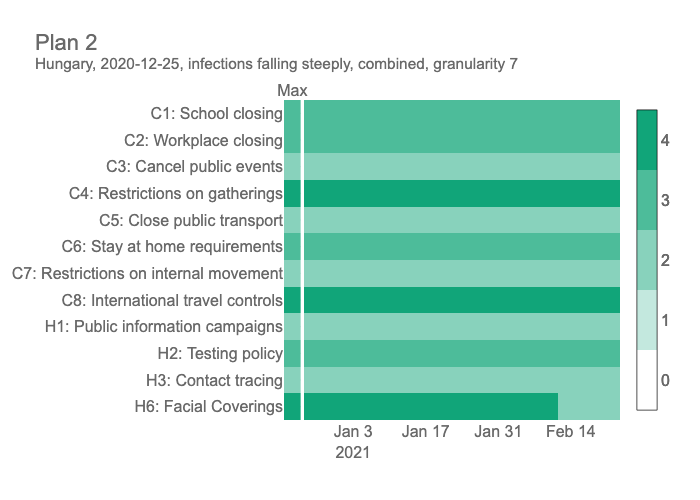 Plan 2
Hungary, 2020-12-25, infections falling steeply, combined, granularity 7
Max
C1: School closing
C2: Workplace closing
C3: Cancel public events
C4: Restrictions on gatherings
C5: Close public transport
C6: Stay at home requirements
C7: Restrictions on internal movement
C8: International travel controls
H1: Public information campaigns
H2: Testing policy
H3: Contact tracing
H6: Facial Coverings
Jan 3 Jan 17 Jan 31 Feb 14
2021
4
3
2
1
0